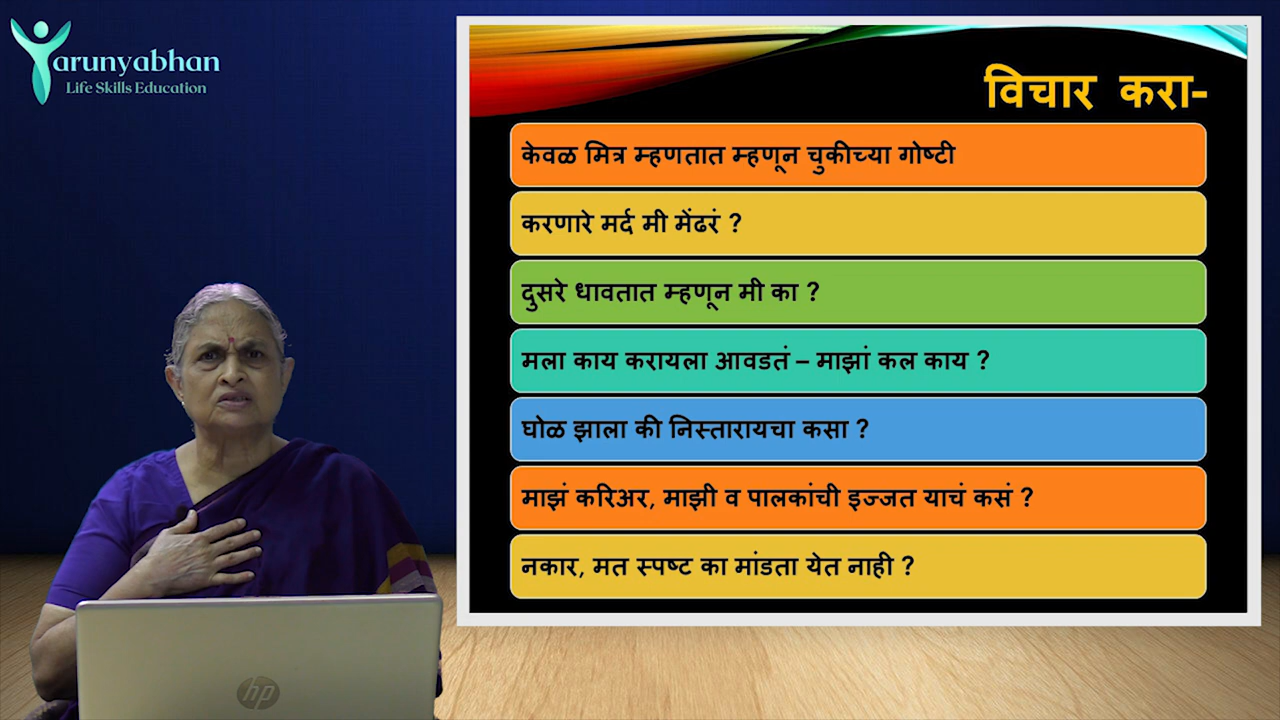 arunyabhan
Life Skills Education
विचार करा-
केवळ मित्र म्हणतात म्हणून चुकीच्या गोष्टी
करणारे मर्द मी मेंढरं ?
दुसरे धावतात म्हणून मी का ?
मला काय करायला आवडतं – माझां कल काय ?
घोळ झाला की निस्तारायचा कसा ?
माझं करिअर, माझी व पालकांची इज्जत याचं कसं ?
नकार, मत स्पष्ट का मांडता येत नाही ?
hp